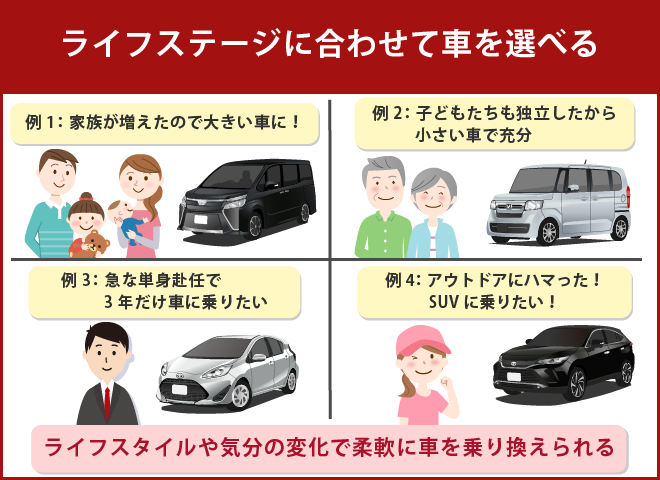 ライフステージに合わせて車を選べる
例1：家族が増えたので大きい車に！
例2：子どもたちも独立したから
小さい車で充分
例3：急な単身赴任で
3年だけ車に乗りたい
例4：アウトドアにハマった！
SUVに乗りたい！
ライフスタイルや気分の変化で柔軟に車を乗り換えられる